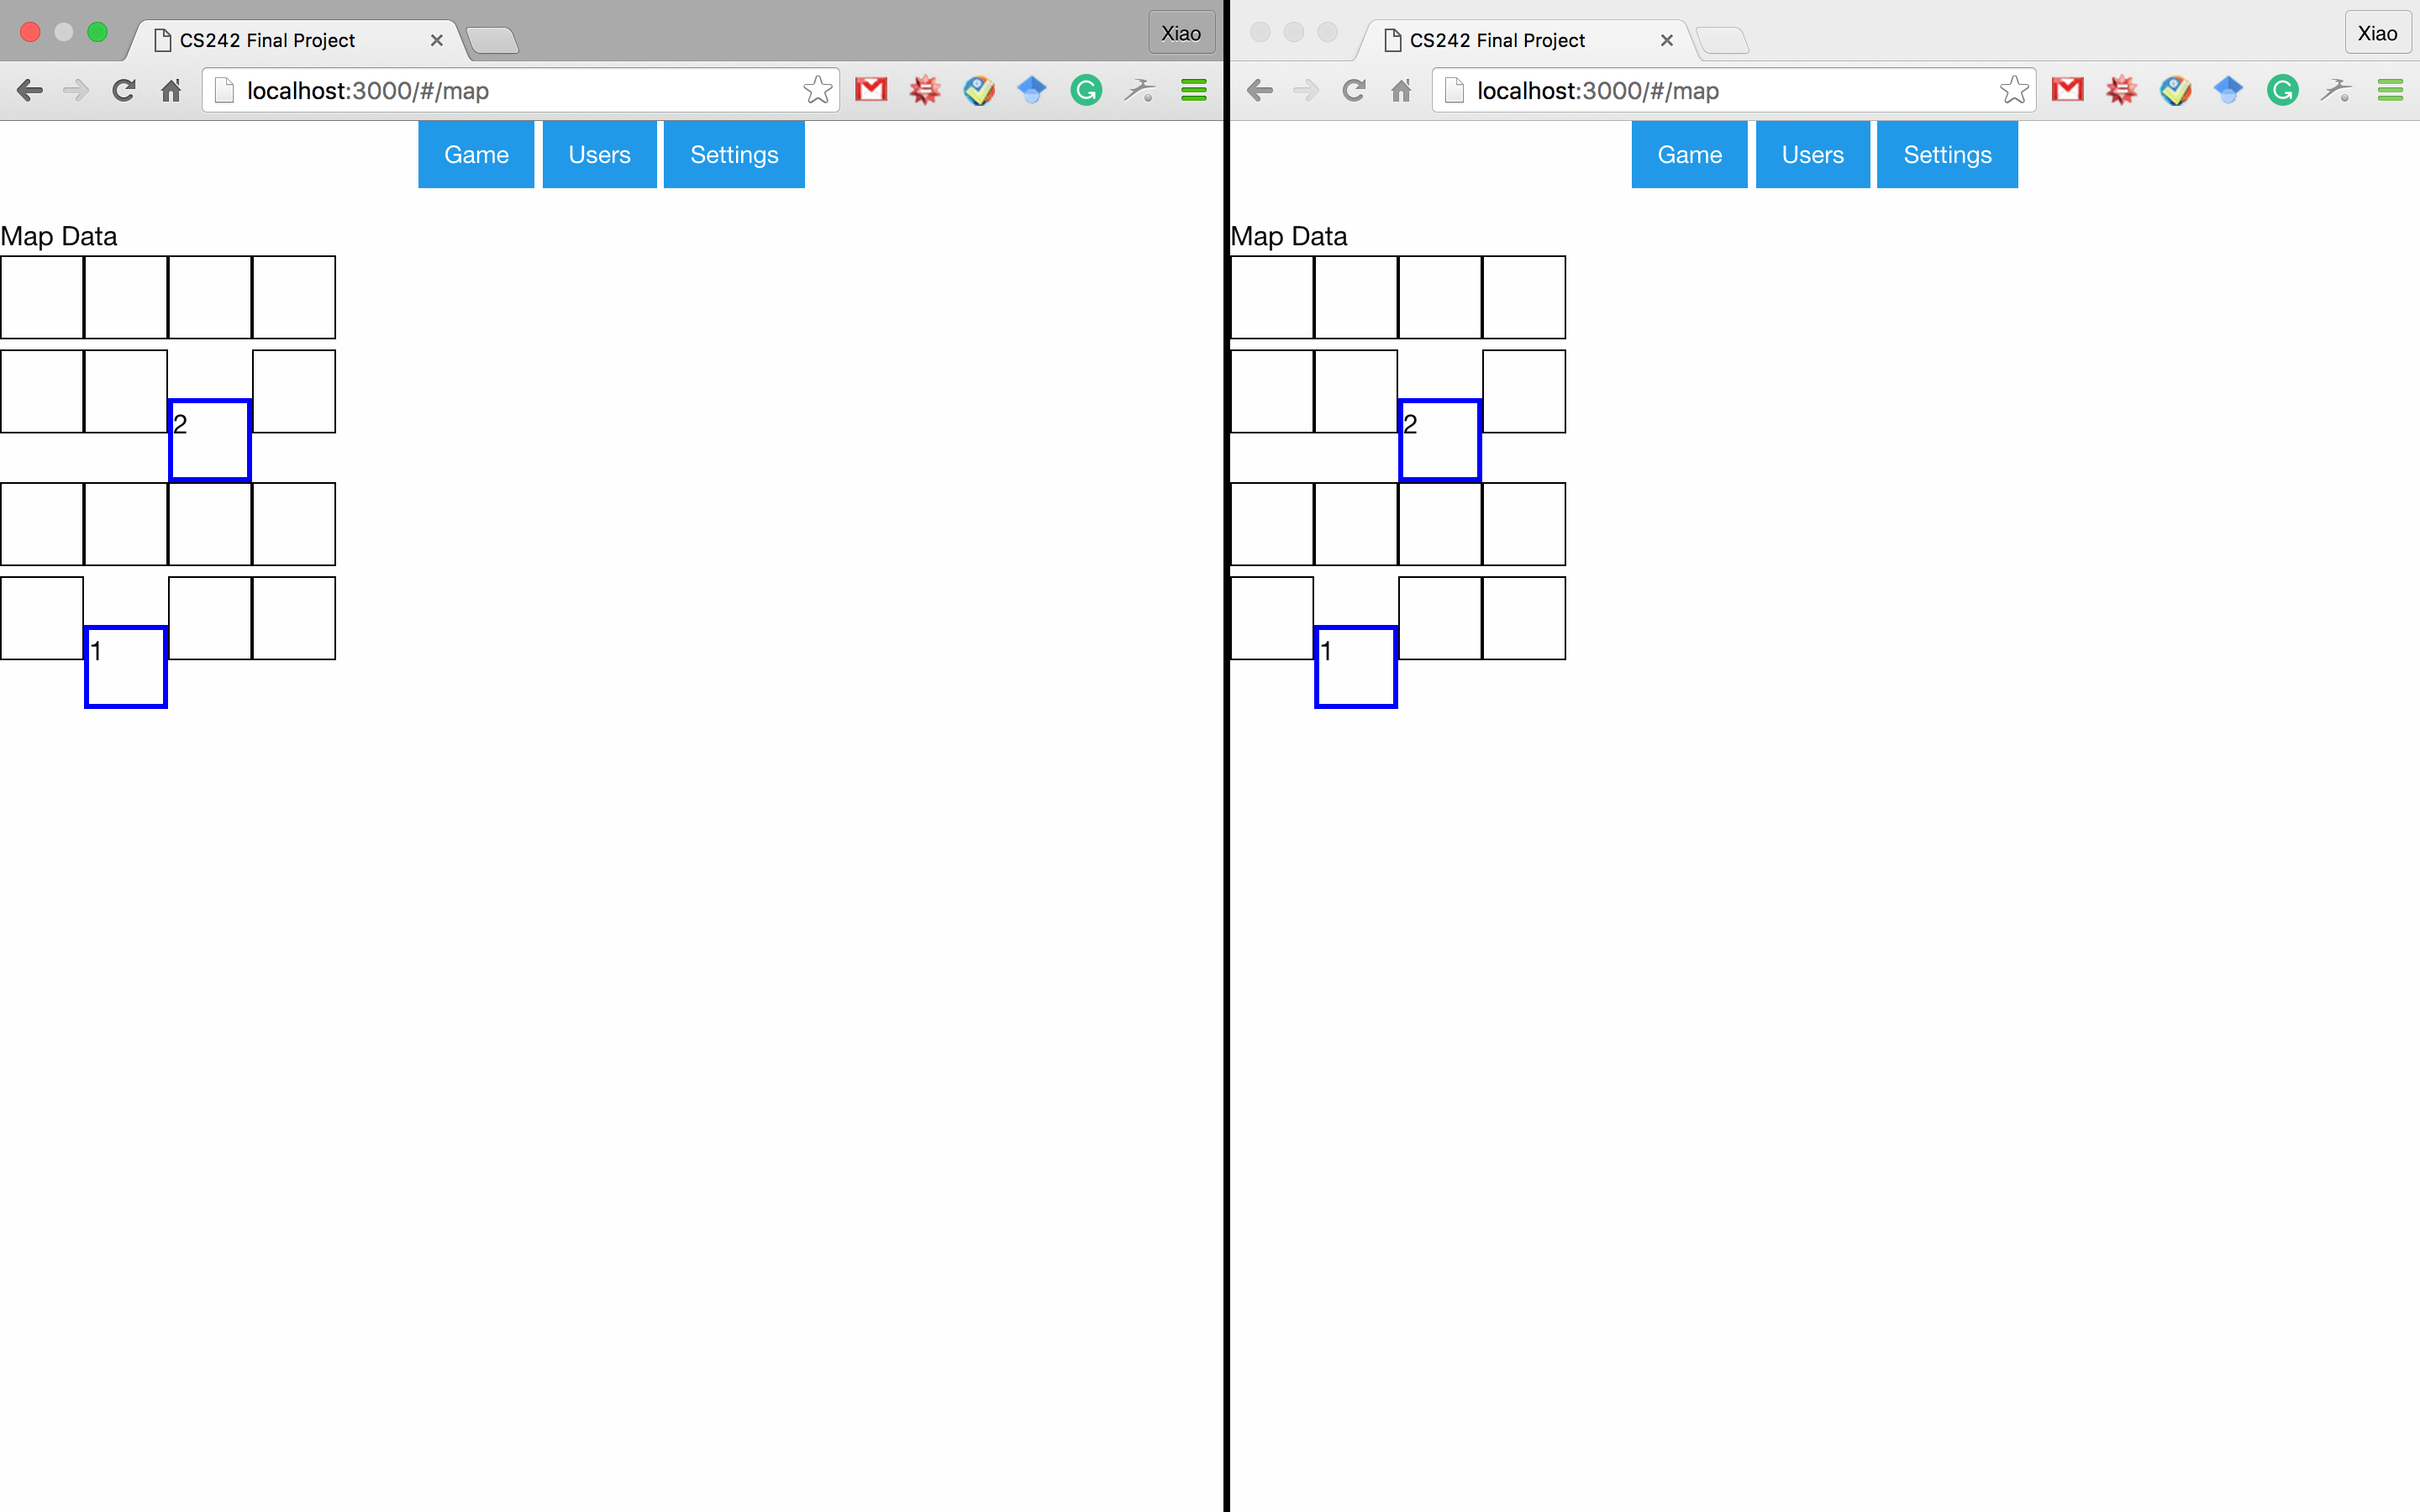 CS242 Final Project
Xiao
localhost:3000/#/map
Game Users Settings
Map Data
2
1
CS242 Final Project
Xiao
localhost:3000/#/map
Game Users Settings
Map Data
2
1